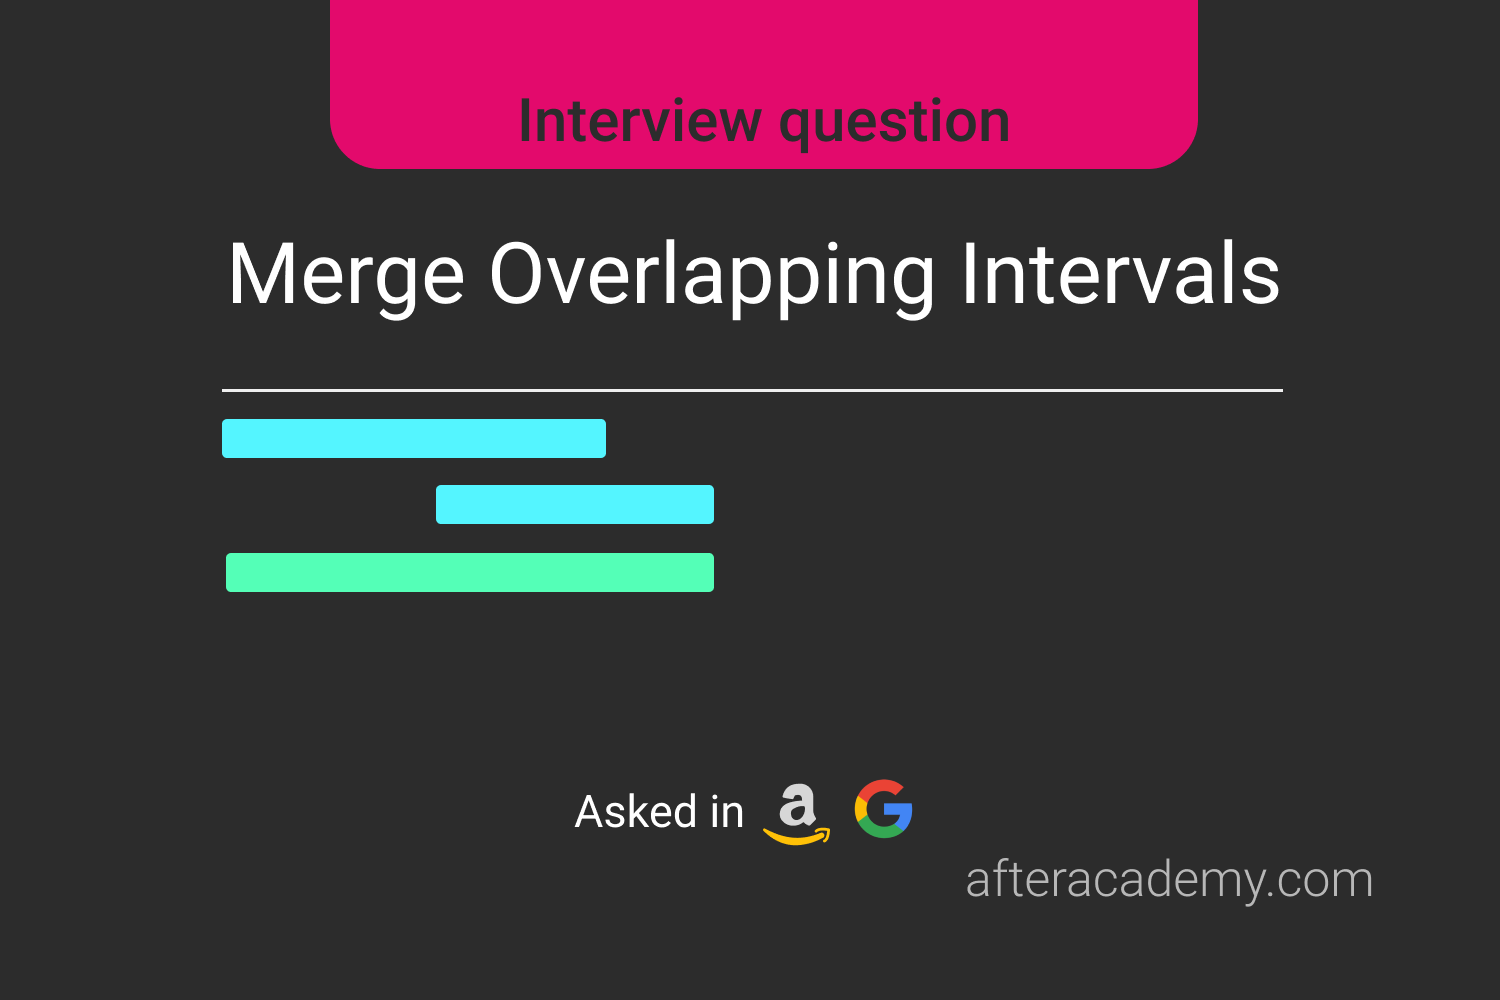 Interview question
Merge Overlapping Intervals
Asked in
afteracademy.com